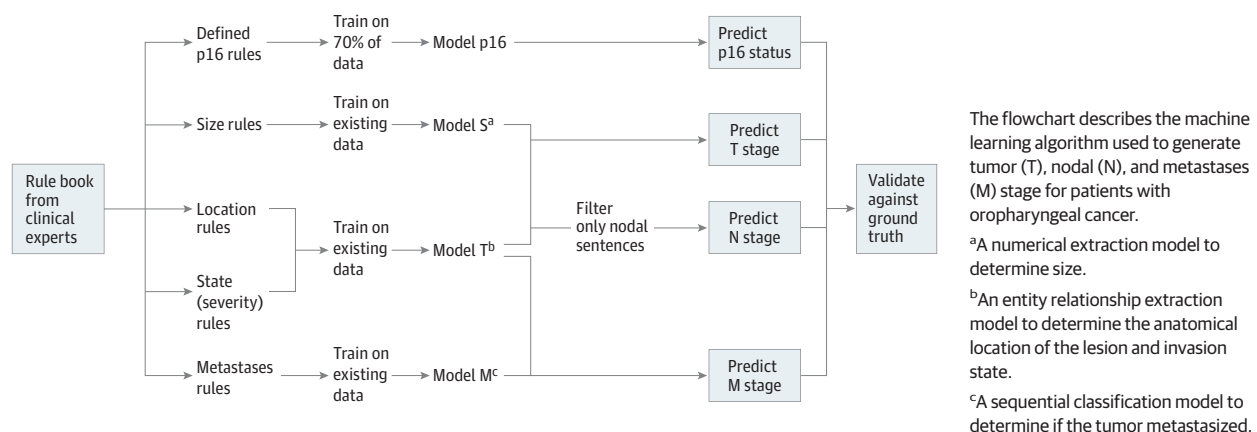 Rule book
from
clinical
experts
Defined
p16 rules
Train on
70% of
data
Model p16
Predict
p16 status
Size rules
Train on
existing
data
Model Sᵃ
Predict
T stage
Location
rules
State
(severity)
rules
Train on
existing
data
Model Tᵇ
Filter
only nodal
sentences
Predict
N stage
Metastases
rules
Train on
existing
data
Model Mᶜ
Predict
M stage
Validate
against
ground
truth
The flowchart describes the machine
learning algorithm used to generate
tumor (T), nodal (N), and metastases
(M) stage for patients with
oropharyngeal cancer.
ᵃA numerical extraction model to
determine size.
ᵇAn entity relationship extraction
model to determine the anatomical
location of the lesion and invasion
state.
ᶜA sequential classification model to
determine if the tumor metastasized.